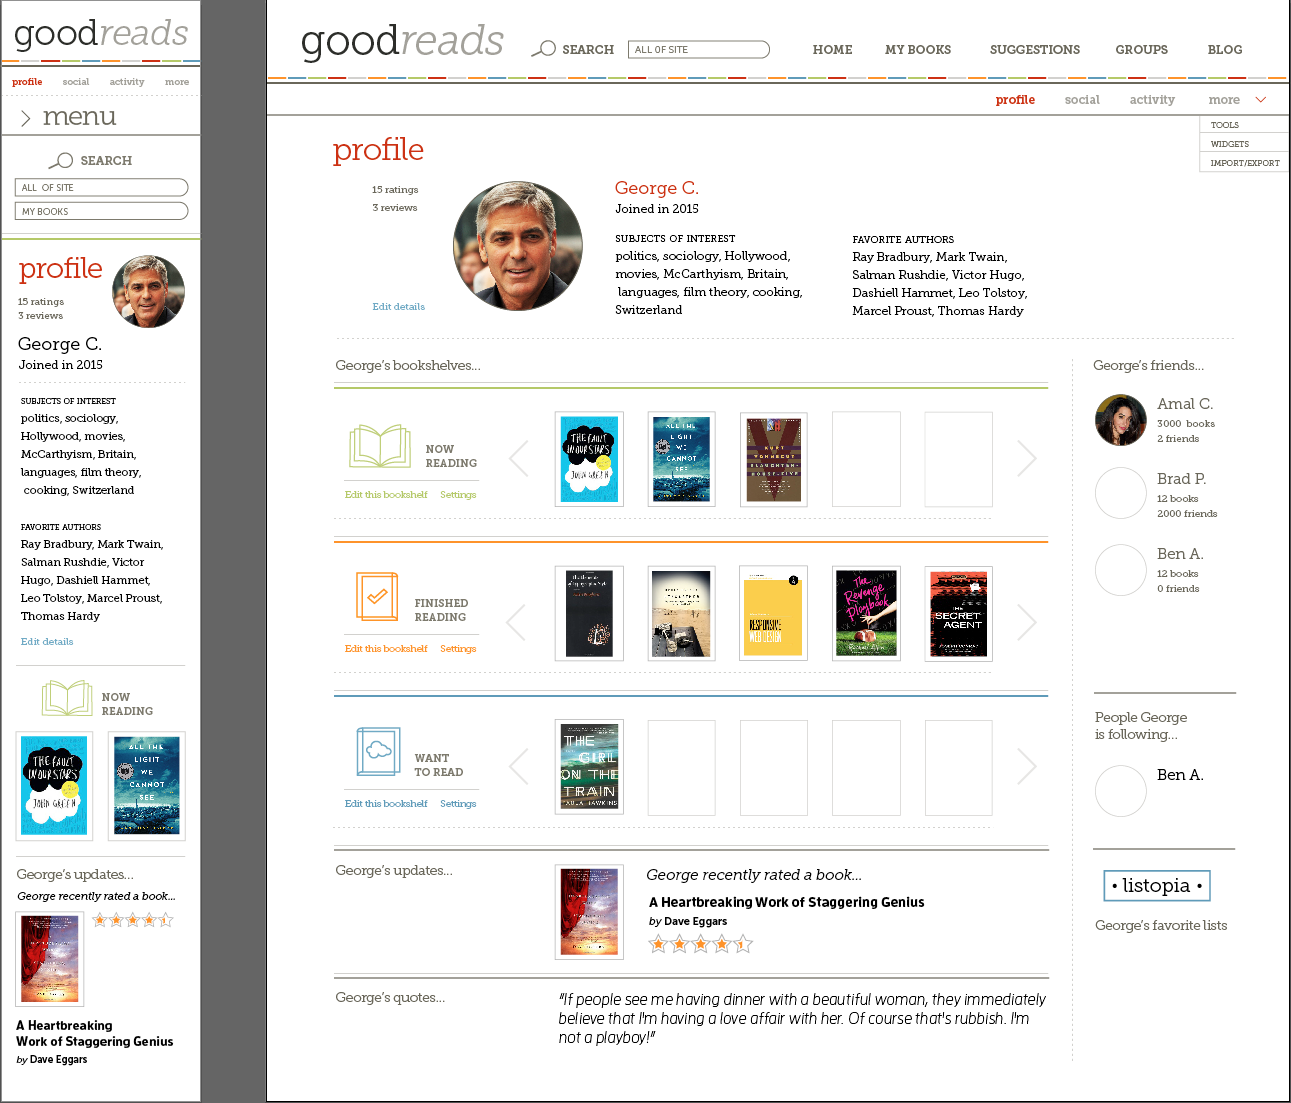 goodreads
profile social activity more
menu
SEARCH
ALL OF SITE
MY BOOKS
profile
15 ratings
3 reviews
George C.
Joined in 2015
SUBJECTS OF INTEREST
politics, sociology,
Hollywood, movies,
McCarthyism, Britain,
languages, film theory,
cooking, Switzerland
FAVORITE AUTHORS
Ray Bradbury, Mark Twain,
Salman Rushdie, Victor
Hugo, Dashiell Hammet,
Leo Tolstoy, Marcel Proust,
Thomas Hardy
Edit details
NOW
READING
THE FAULT
IN OUR STARS
JOHN GREEN
ALL THE
LIGHT
WE
CANNOT
SEE
George's updates...
George recently rated a book...
A Heartbreaking
Work of Staggering Genius
by Dave Eggars
goodreads
SEARCH
ALL OF SITE
HOME MY BOOKS SUGGESTIONS GROUPS BLOG
profile social activity more
TOOLS
WIDGETS
IMPORT/EXPORT
profile
15 ratings
3 reviews
Edit details
George C.
Joined in 2015
SUBJECTS OF INTEREST
politics, sociology, Hollywood,
movies, McCarthyism, Britain,
languages, film theory, cooking,
Switzerland
FAVORITE AUTHORS
Ray Bradbury, Mark Twain,
Salman Rushdie, Victor Hugo,
Dashiell Hammet, Leo Tolstoy,
Marcel Proust, Thomas Hardy
George's bookshelves...
NOW
READING
Edit this bookshelf Settings
THE FAULT
IN OUR STARS
JOHN GREEN
ALL THE
LIGHT
WE
CANNOT
SEE
KURT
VONNEGUT
SLAUGHTER-
HOUSE-FIVE
FINISHED
READING
Edit this bookshelf Settings
RESPONSIVE
WEB DESIGN
The
Revenge
Playbook
THE
SECRET
AGENT
WANT
TO READ
Edit this bookshelf Settings
THE
GIRL
ON THE
TRAIN
PAULA HAWKINS
George's updates...
George recently rated a book...
A Heartbreaking Work of Staggering Genius
by Dave Eggars
George's quotes...
"If people see me having dinner with a beautiful woman, they immediately
believe that I'm having a love affair with her. Of course that's rubbish. I'm
not a playboy!"
George's friends...
Amal C.
3000 books
2 friends
Brad P.
12 books
2000 friends
Ben A.
12 books
0 friends
People George
is following...
Ben A.
• listopia •
George's favorite lists